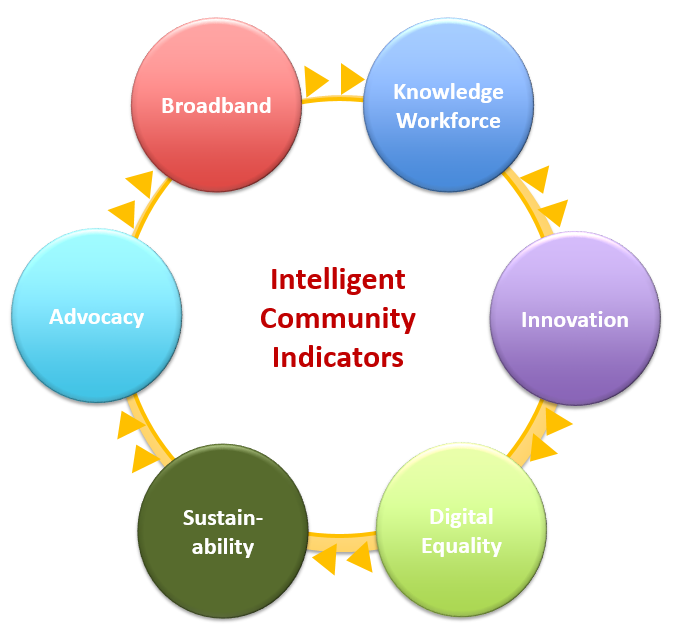 Broadband
Knowledge
Workforce
Advocacy
Intelligent
Community
Indicators
Innovation
Sustain-
ability
Digital
Equality